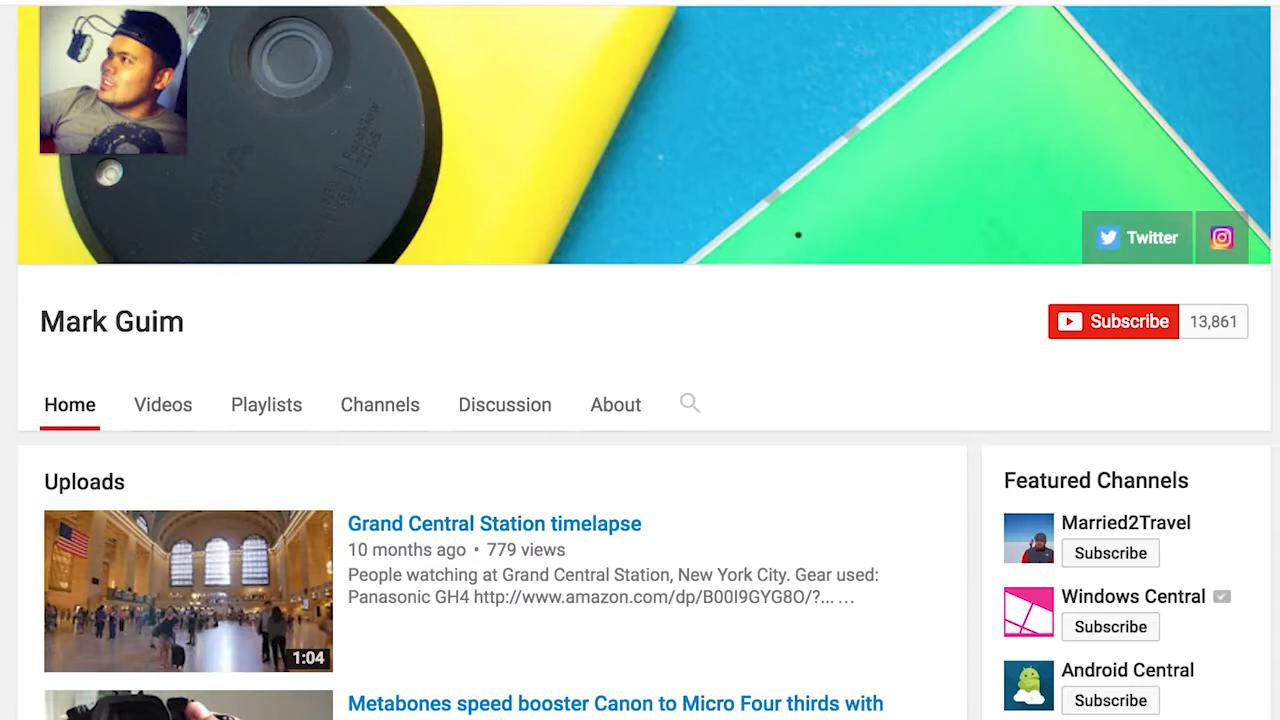 PureView
ZEISS
Twitter
Mark Guim
Subscribe 13,861
Home Videos Playlists Channels Discussion About
Uploads
Grand Central Station timelapse
10 months ago • 779 views
People watching at Grand Central Station, New York City. Gear used:
Panasonic GH4 http://www.amazon.com/dp/B00I9GYG8O/?... ...
1:04
Metabones speed booster Canon to Micro Four thirds with
Featured Channels
Married2Travel
Subscribe
Windows Central
Subscribe
Android Central
Subscribe